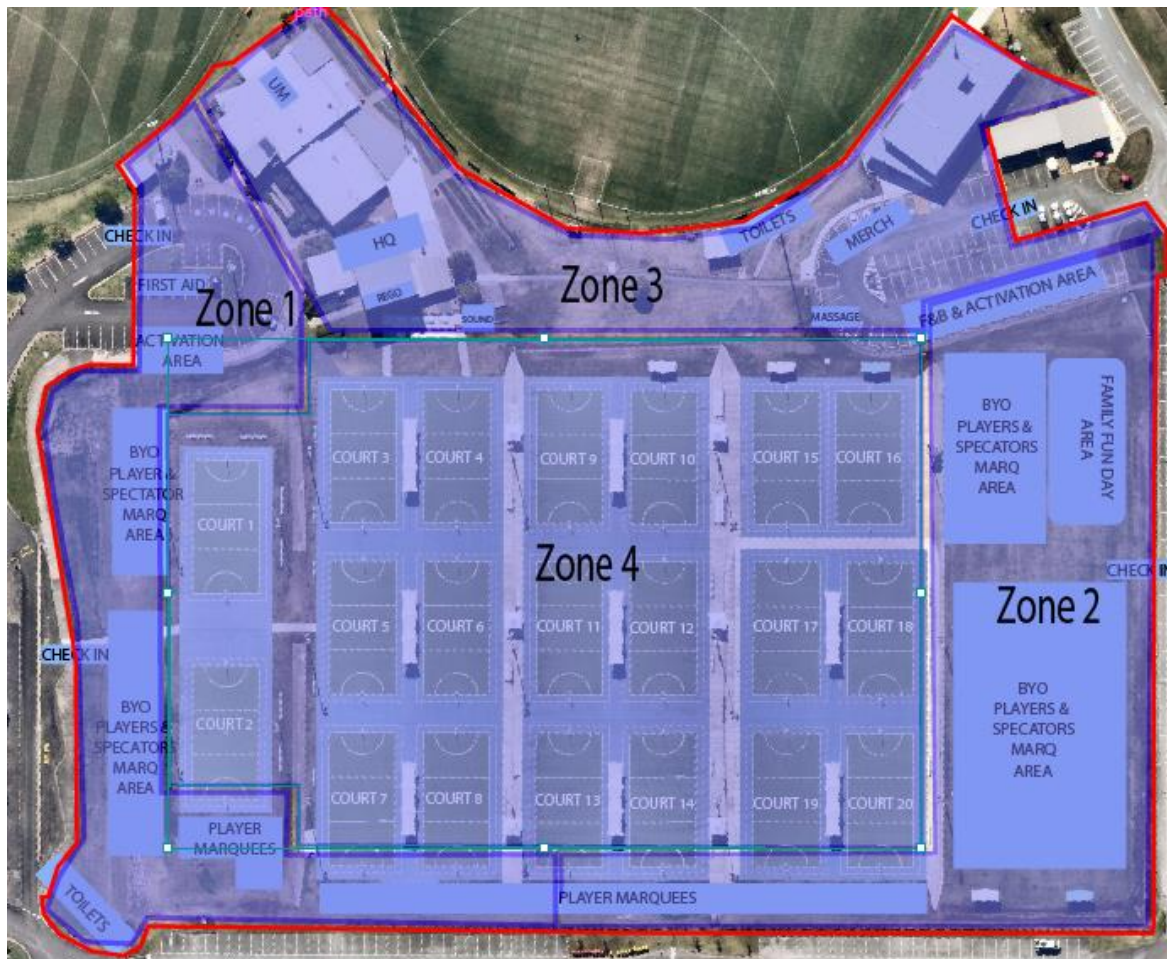 path
UM
CHECK IN
HQ
TOILETS
MERCH
CHECK IN
FIRST AID
Zone 1
REGO
SOUND
Zone 3
MASSAGE
F&B & ACTIVATION AREA
ACTIVATION
AREA
BYO
PLAYER &
SPECTATOR
MARQ
AREA
COURT 3
COURT 4
COURT 9
COURT 10
COURT 15
COURT 16
BYO
PLAYERS &
SPECATORS
MARQ
AREA
FAMILY FUN DAY
AREA
COURT 1
Zone 4
CHECK IN
Zone 2
COURT 5
COURT 6
COURT 11
COURT 12
COURT 17
COURT 18
CHECK IN
BYO
PLAYERS &
SPECATORS
MARQ
AREA
COURT 2
BYO
PLAYERS &
SPECATORS
MARQ
AREA
COURT 7
COURT 8
COURT 13
COURT 14
COURT 19
COURT 20
PLAYER
MARQUEES
TOILETS
PLAYER MARQUEES